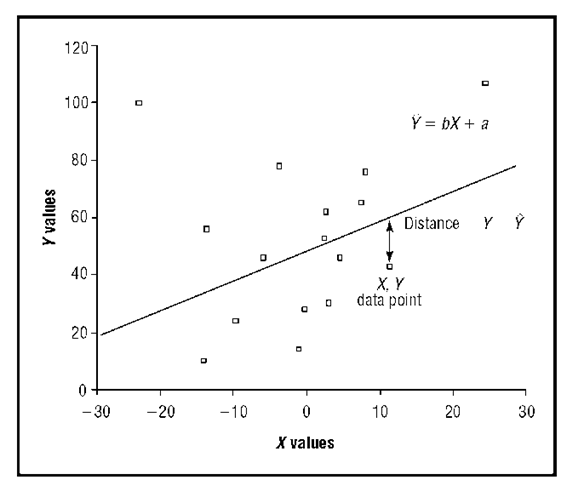 120
100
80
60
40
20
0
−30 −20 −10 0 10 20 30
Y values
X values
Ŷ = bX + a
Distance Y Ŷ
X, Y
data point